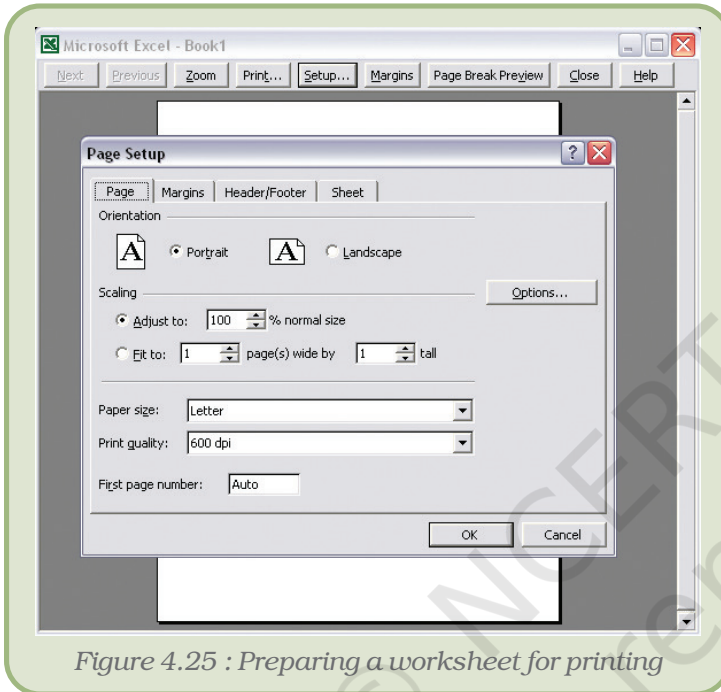 Microsoft Excel - Book1
Next Previous Zoom Print... Setup... Margins Page Break Preview Close Help
Page Setup
Page Margins Header/Footer Sheet
Orientation
A Portrait A Landscape
Scaling
Options...
Adjust to: 100 % normal size
Fit to: 1 page(s) wide by 1 tall
Paper size: Letter
Print quality: 600 dpi
First page number: Auto
OK Cancel
Figure 4.25 : Preparing a worksheet for printing
© NCERT